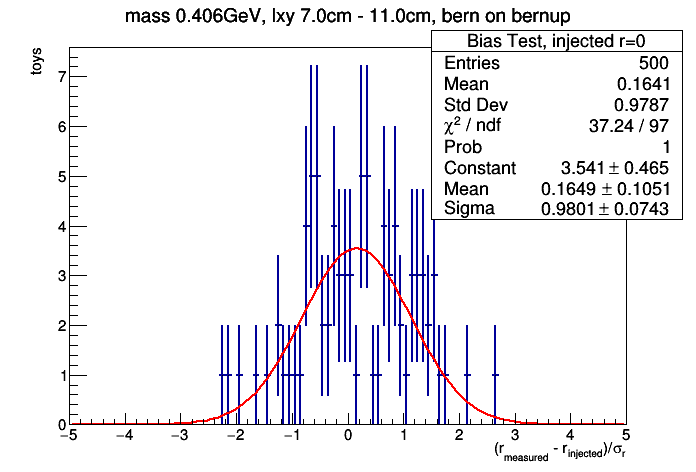 mass 0.406GeV, lxy 7.0cm - 11.0cm, bern on bernup
toys
Bias Test, injected r=0
Entries 500
Mean 0.1641
Std Dev 0.9787
χ² / ndf 37.24 / 97
Prob 1
Constant 3.541 ± 0.465
Mean 0.1649 ± 0.1051
Sigma 0.9801 ± 0.0743
7
6
5
4
3
2
1
0
−5 −4 −3 −2 −1 0 1 2 3 4 5
(r_measured - r_injected)/σ_r